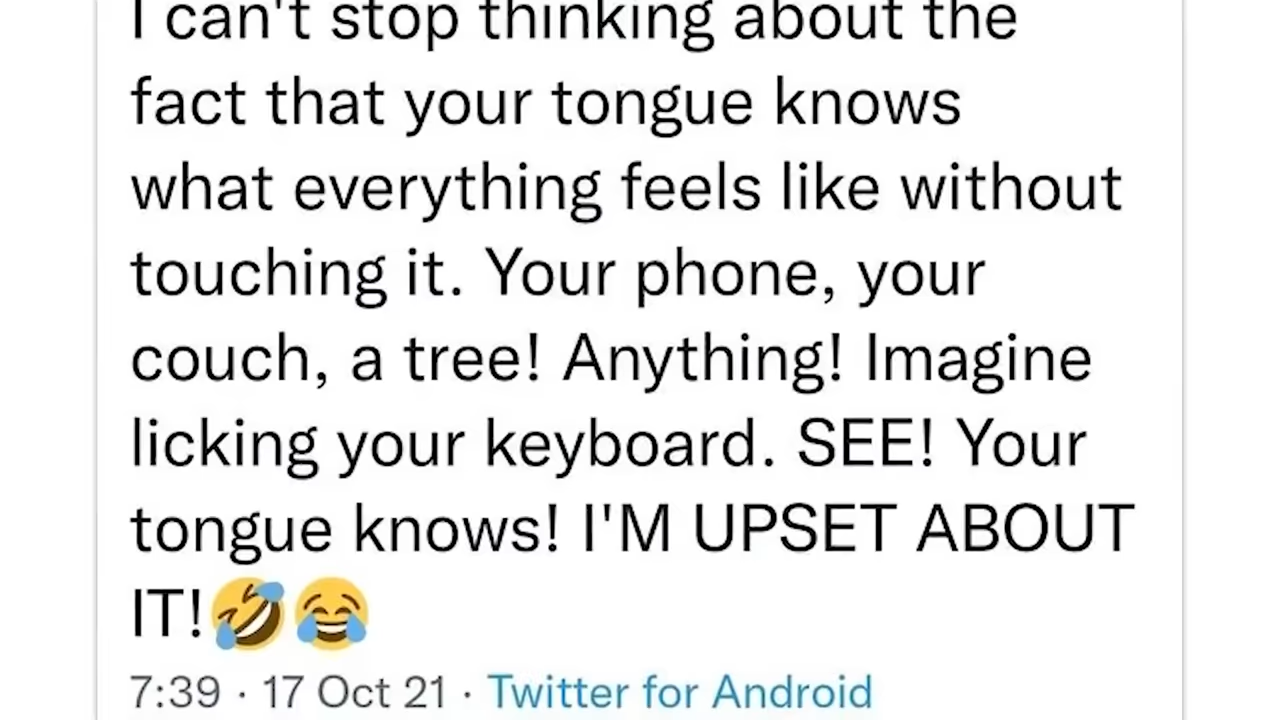 I can't stop thinking about the
fact that your tongue knows
what everything feels like without
touching it. Your phone, your
couch, a tree! Anything! Imagine
licking your keyboard. SEE! Your
tongue knows! I'M UPSET ABOUT
IT!🤣😂
7:39 · 17 Oct 21 · Twitter for Android